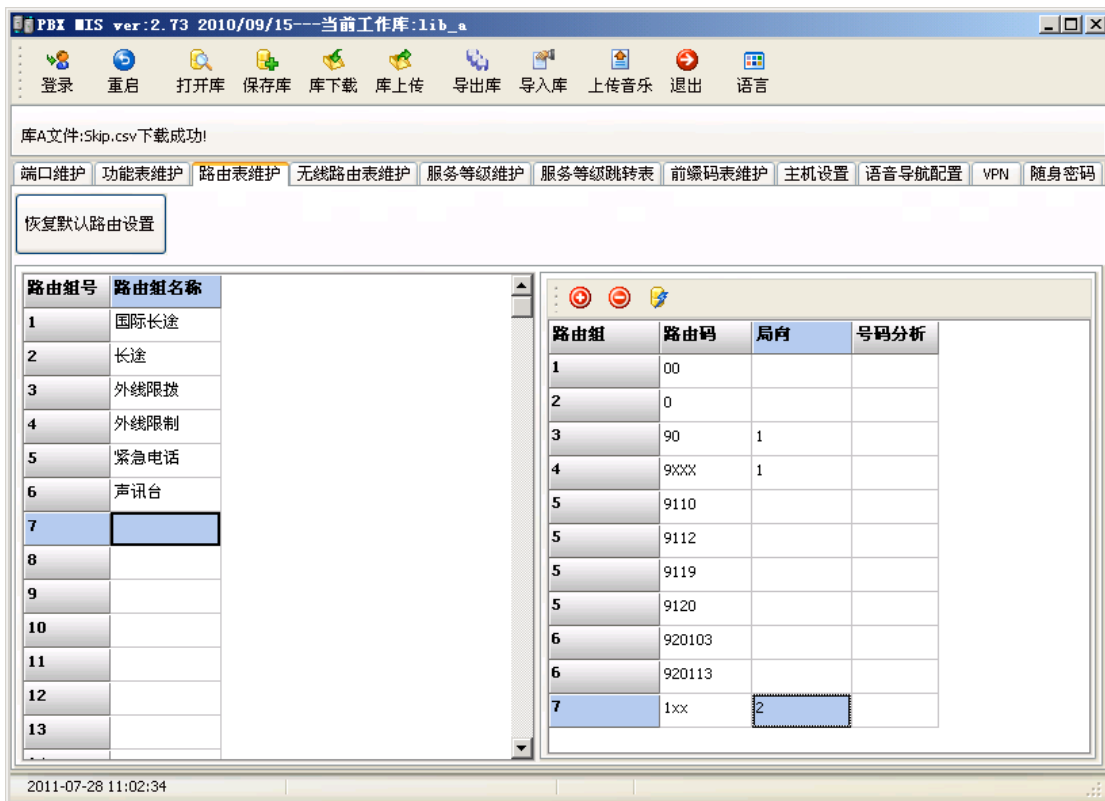 PBX MIS ver:2.73 2010/09/15---当前工作库:lib_a
登录 重启 打开库 保存库 库下载 库上传 导出库 导入库 上传音乐 退出 语言
库A文件:Skip.csv下载成功!
端口维护 功能表维护 路由表维护 无线路由表维护 服务等级维护 服务等级跳转表 前缀码表维护 主机设置 语音导航配置 VPN 随身密码
恢复默认路由设置
路由组号 路由组名称
1 国际长途
2 长途
3 外线限拨
4 外线限制
5 紧急电话
6 声讯台
7
8
9
10
11
12
13
路由组 路由码 局向 号码分析
1 00
2 0
3 90 1
4 9XXX 1
5 9110
5 9112
5 9119
5 9120
6 920103
6 920113
7 1xx 2
2011-07-28 11:02:34